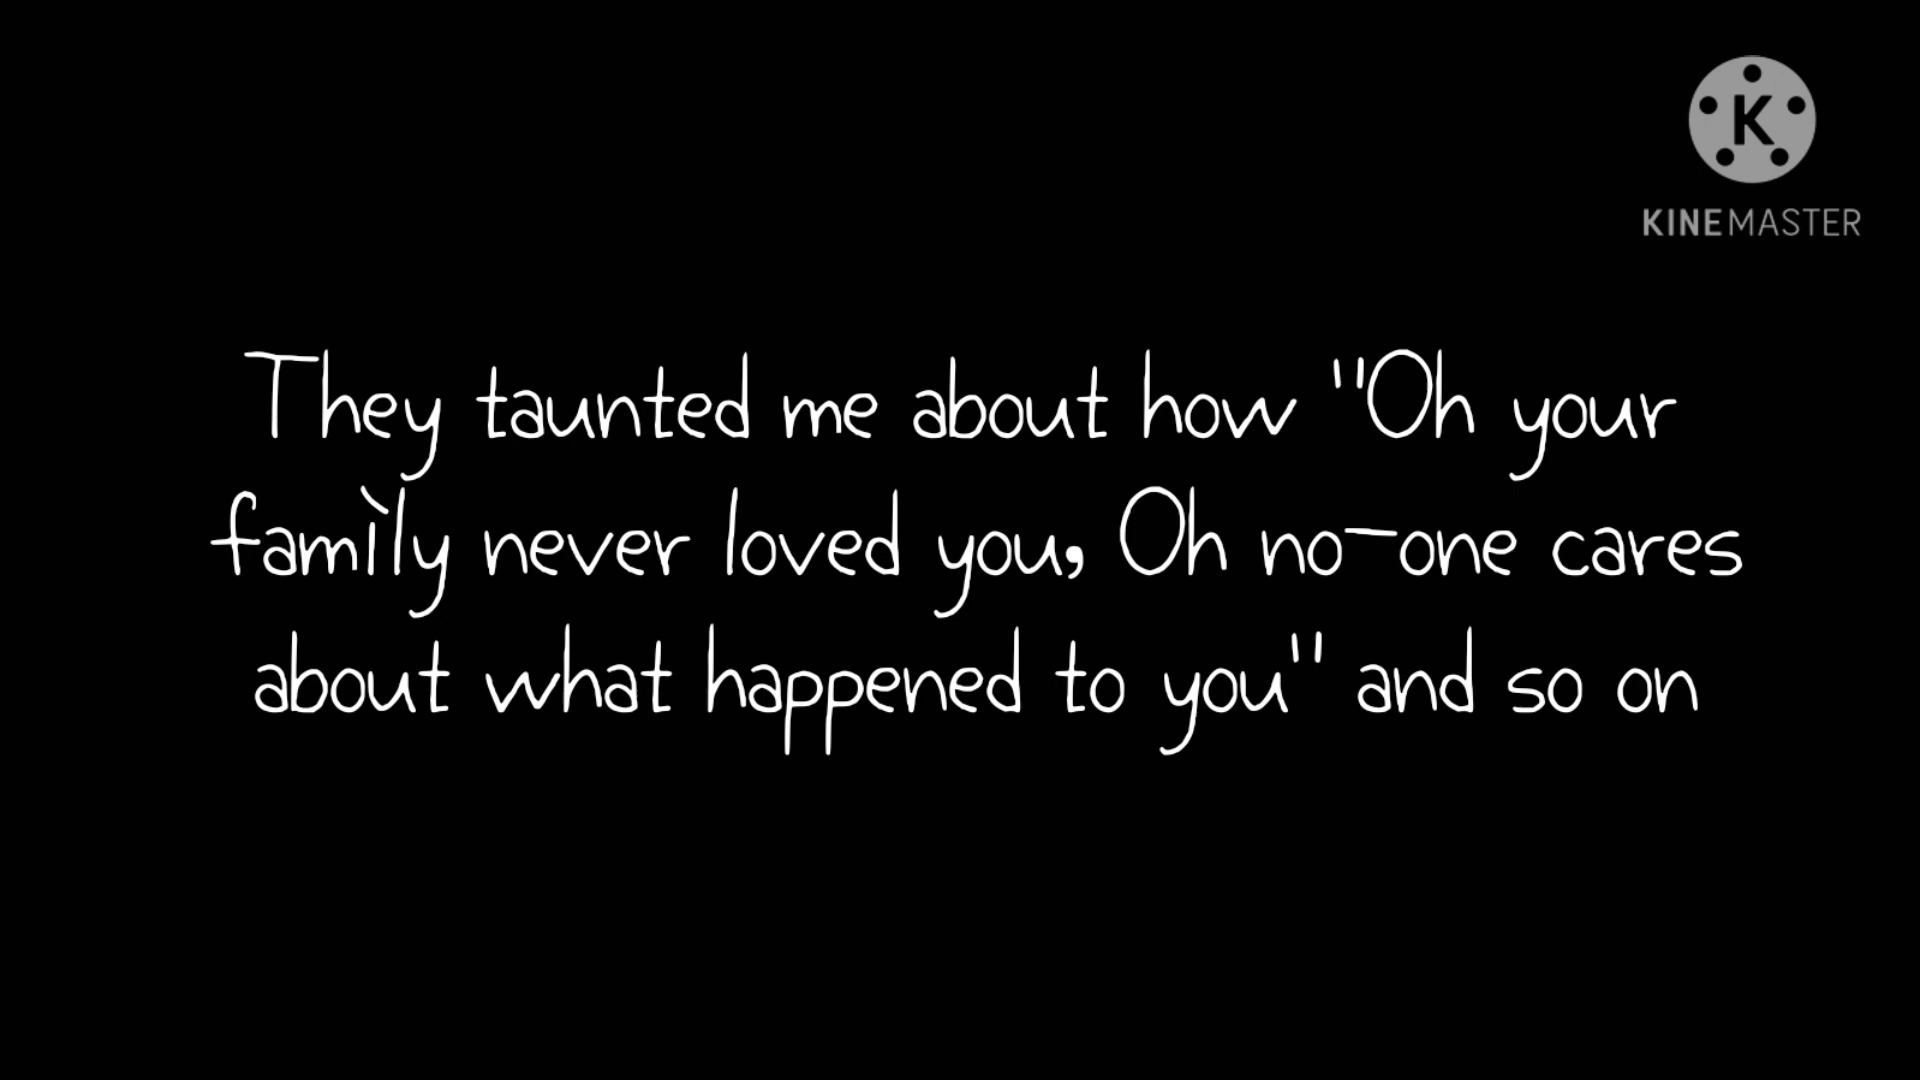 K
KINEMASTER
They taunted me about how "Oh your
family never loved you, Oh no-one cares
about what happened to you" and so on